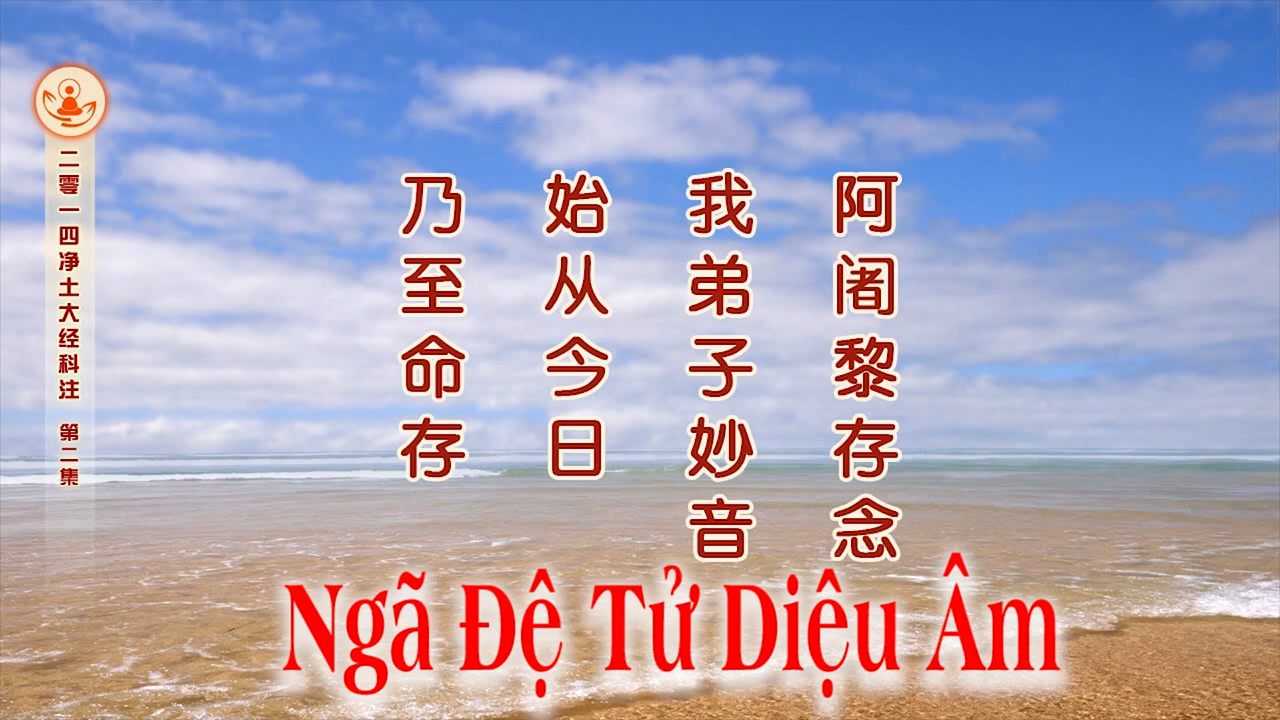 阿阇黎存念
我弟子妙音
始从今日
乃至命存
二零一四净土大经科注 第二集
Ngã Đệ Tử Diệu Âm